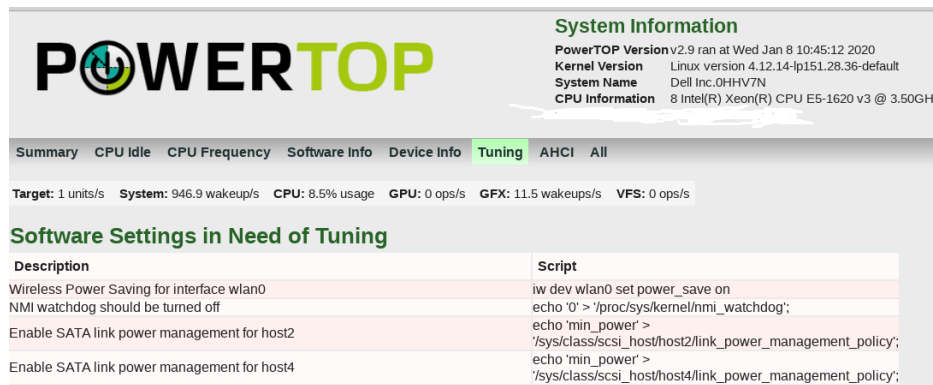 POWERTOP
System Information
PowerTOP Version v2.9 ran at Wed Jan 8 10:45:12 2020
Kernel Version Linux version 4.12.14-lp151.28.36-default
System Name Dell Inc.0HHV7N
CPU Information 8 Intel(R) Xeon(R) CPU E5-1620 v3 @ 3.50GH
Summary CPU Idle CPU Frequency Software Info Device Info Tuning AHCI All
Target: 1 units/s System: 946.9 wakeup/s CPU: 8.5% usage GPU: 0 ops/s GFX: 11.5 wakeups/s VFS: 0 ops/s
Software Settings in Need of Tuning
Description Script
Wireless Power Saving for interface wlan0 iw dev wlan0 set power_save on
NMI watchdog should be turned off echo '0' > '/proc/sys/kernel/nmi_watchdog';
Enable SATA link power management for host2 echo 'min_power' >
'/sys/class/scsi_host/host2/link_power_management_policy';
Enable SATA link power management for host4 echo 'min_power' >
'/sys/class/scsi_host/host4/link_power_management_policy';